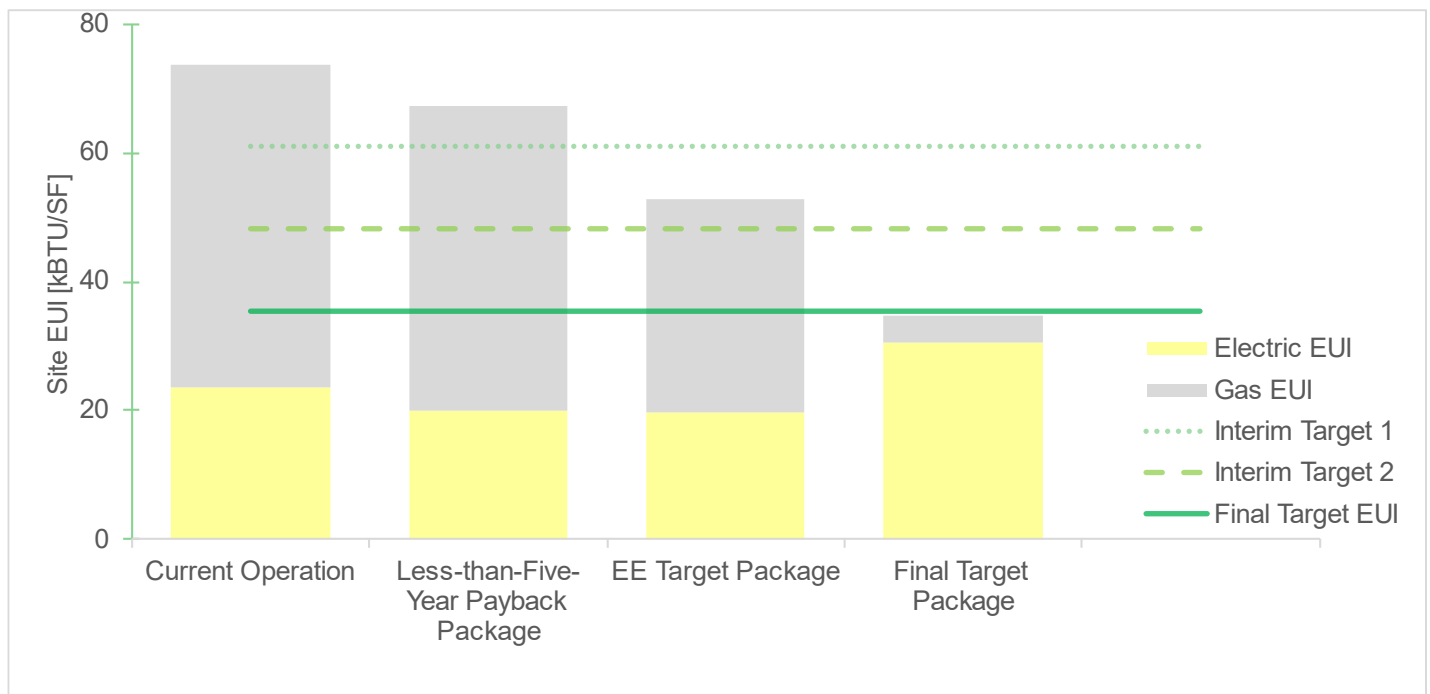 80
60
40
20
0
Site EUI [kBTU/SF]
Current Operation
Less-than-Five-
Year Payback
Package
EE Target Package
Final Target
Package
Electric EUI
Gas EUI
Interim Target 1
Interim Target 2
Final Target EUI